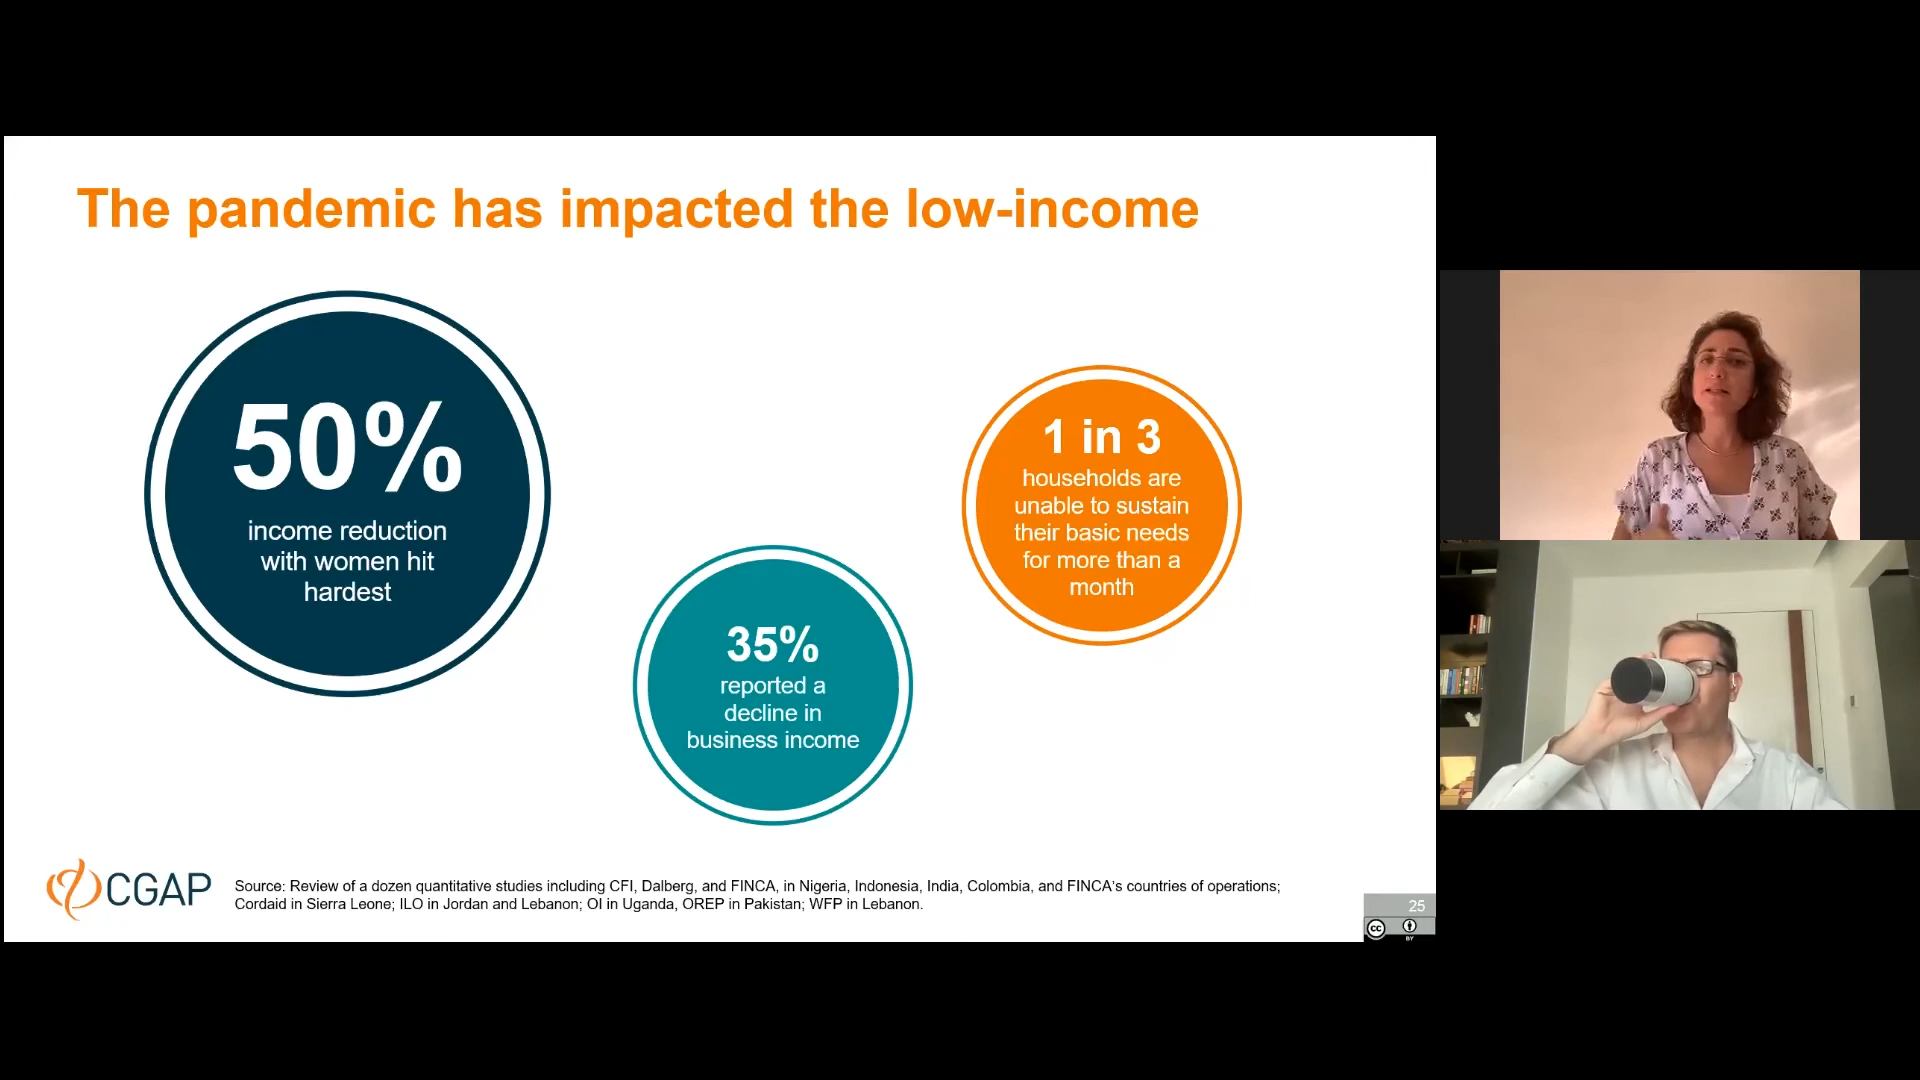 The pandemic has impacted the low-income
50%
income reduction
with women hit
hardest
35%
reported a
decline in
business income
1 in 3
households are
unable to sustain
their basic needs
for more than a
month
CGAP
Source: Review of a dozen quantitative studies including CFI, Dalberg, and FINCA, in Nigeria, Indonesia, India, Colombia, and FINCA's countries of operations;
Cordaid in Sierra Leone; ILO in Jordan and Lebanon; OI in Uganda, OREP in Pakistan; WFP in Lebanon.
25
cc
BY